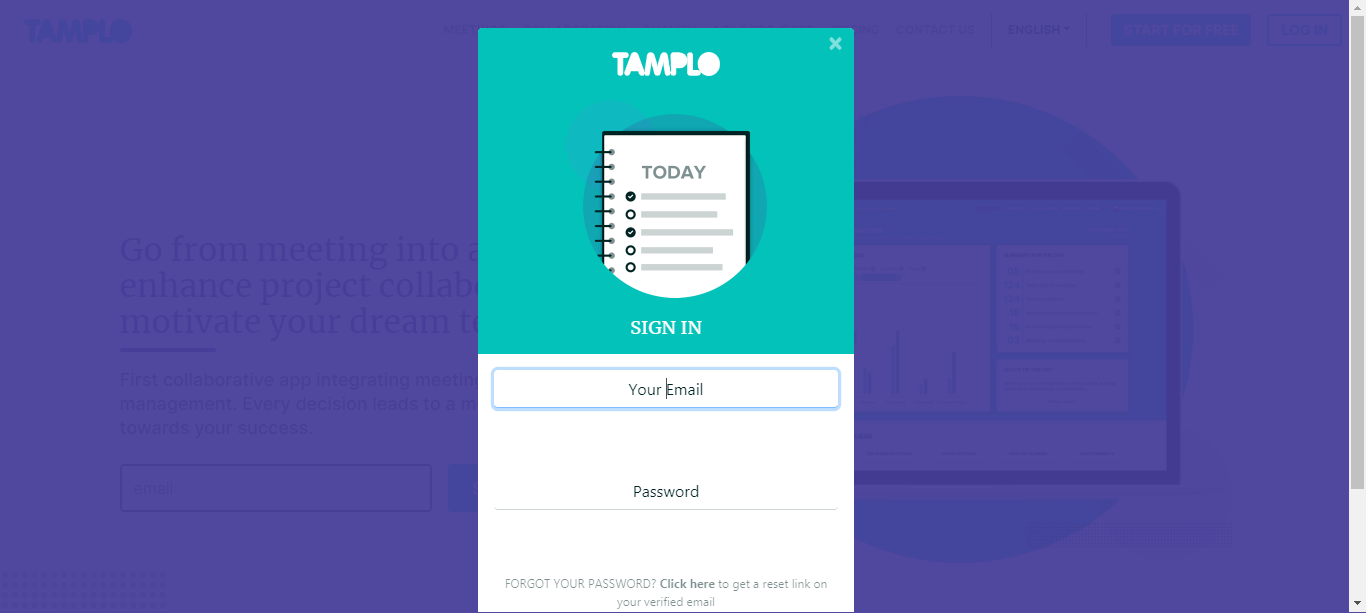 TAMPLO
CONTACT US
ENGLISH
START FOR FREE
LOG IN
TAMPLO
TODAY
SIGN IN
Go from meeting into
enhance project
motivate your dream
First collaborative app integrating
management. Every decision leads to a
towards your success.
email
Your Email
Password
FORGOT YOUR PASSWORD? Click here to get a reset link on
your verified email